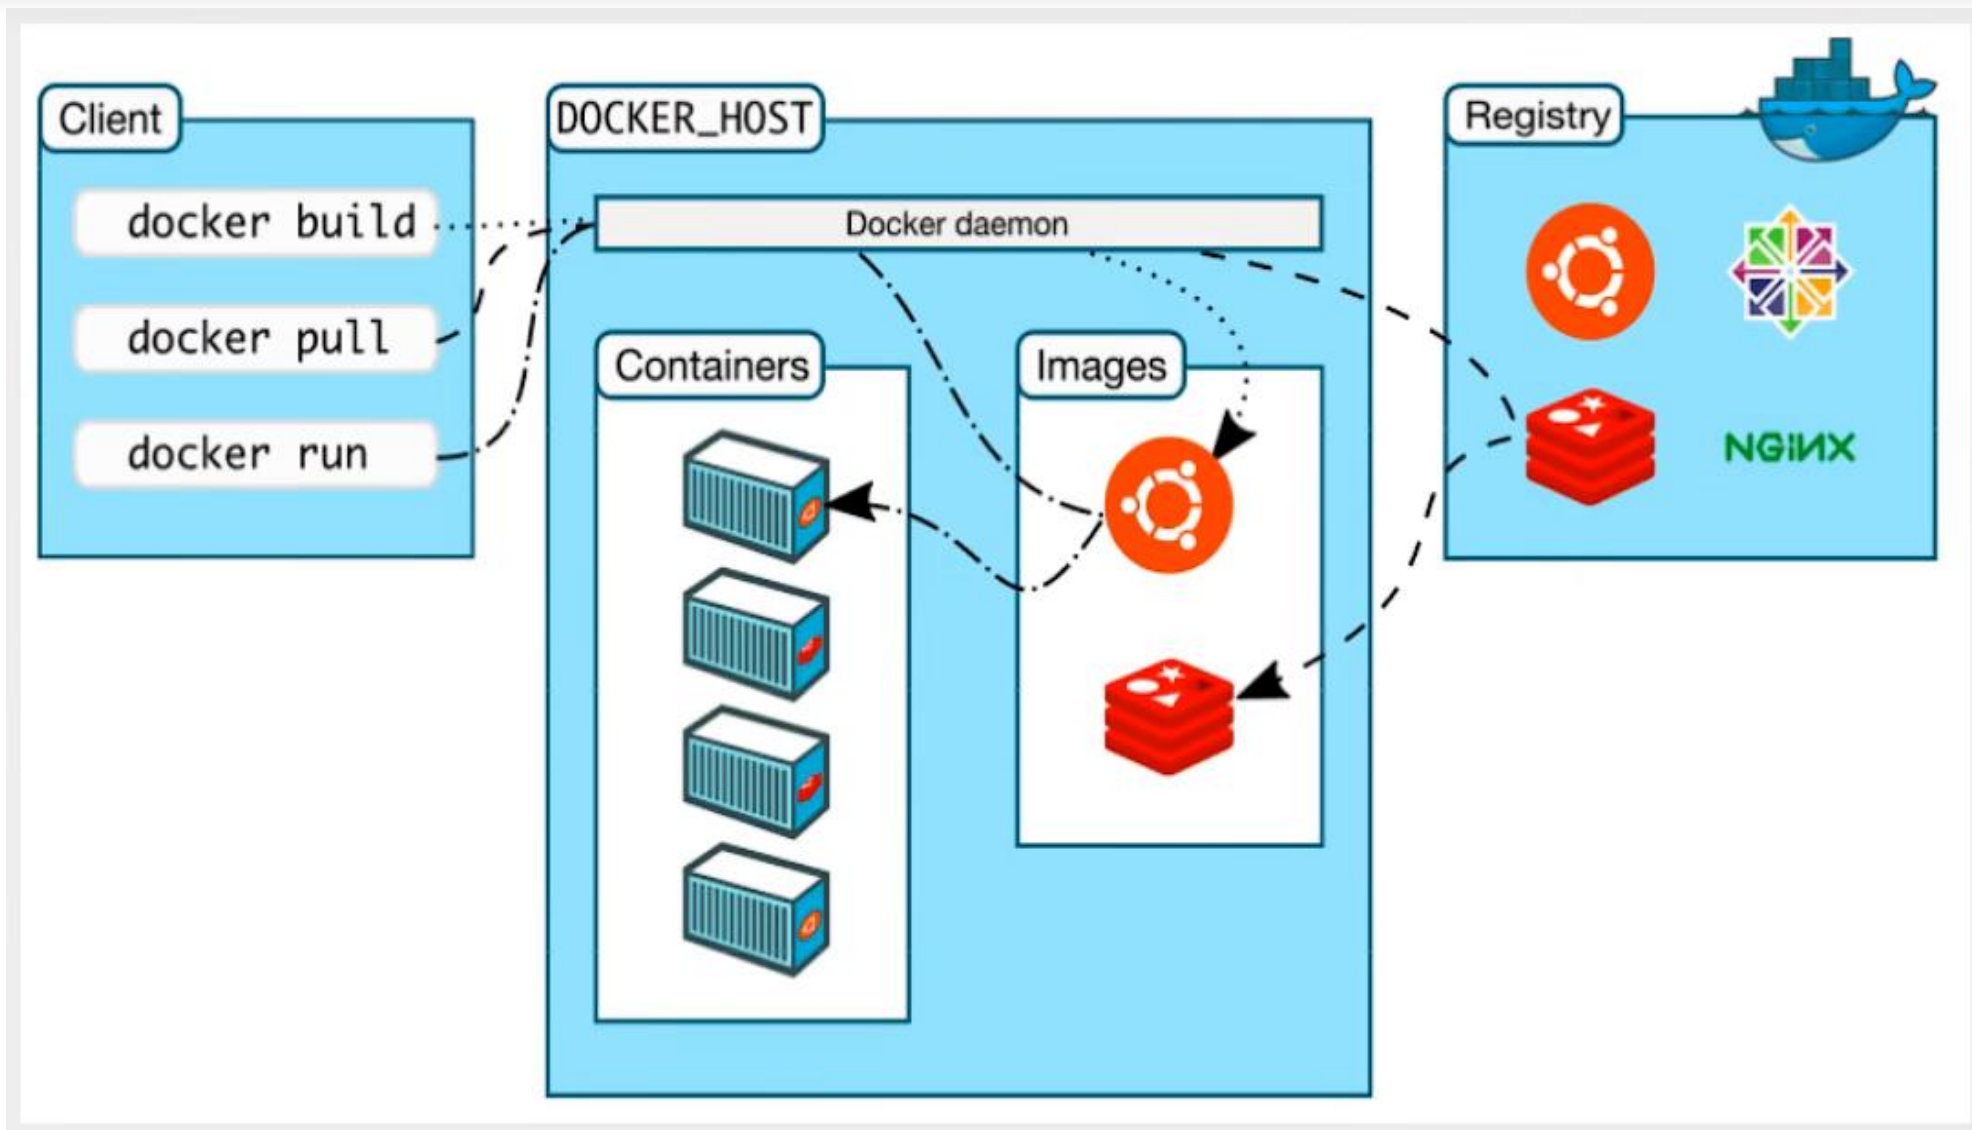 Client
docker build
docker pull
docker run
DOCKER_HOST
Docker daemon
Containers
Images
Registry
NGiNX